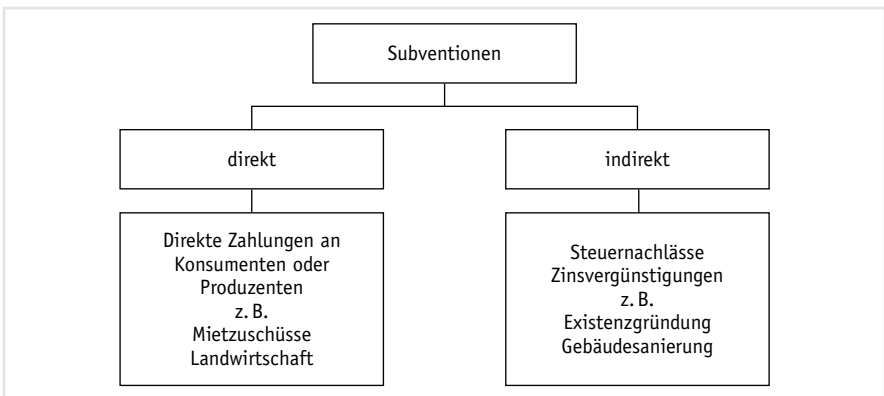 Subventionen
direkt
indirekt
Direkte Zahlungen an
Konsumenten oder
Produzenten
z. B.
Mietzuschüsse
Landwirtschaft
Steuernachlässe
Zinsvergünstigungen
z. B.
Existenzgründung
Gebäudesanierung